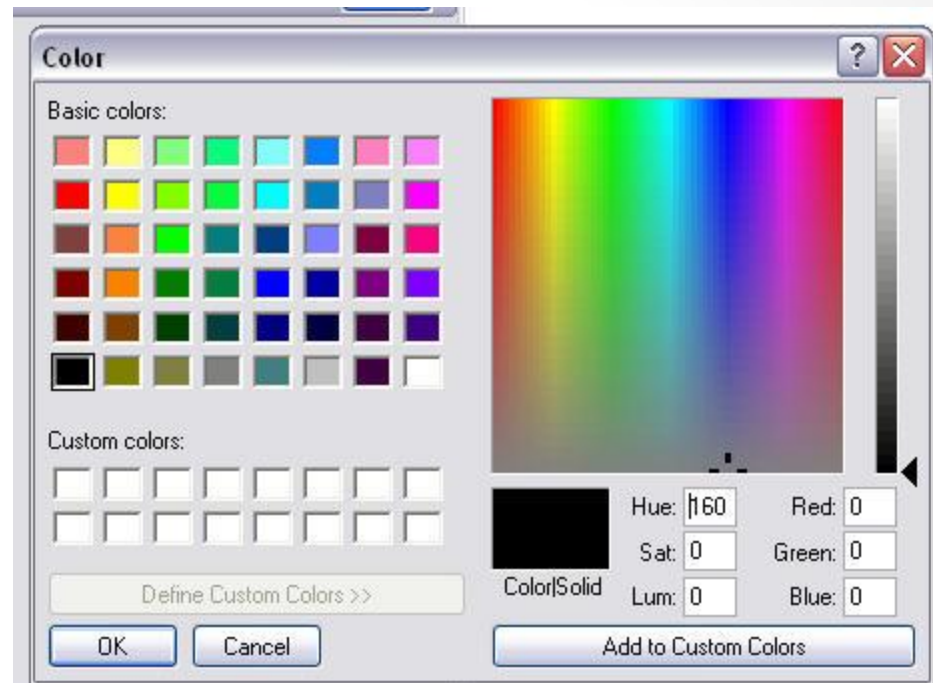 Color
?
Basic colors:
Custom colors:
Define Custom Colors >>
OK
Cancel
Color|Solid
Hue: 160
Sat: 0
Lum: 0
Red: 0
Green: 0
Blue: 0
Add to Custom Colors